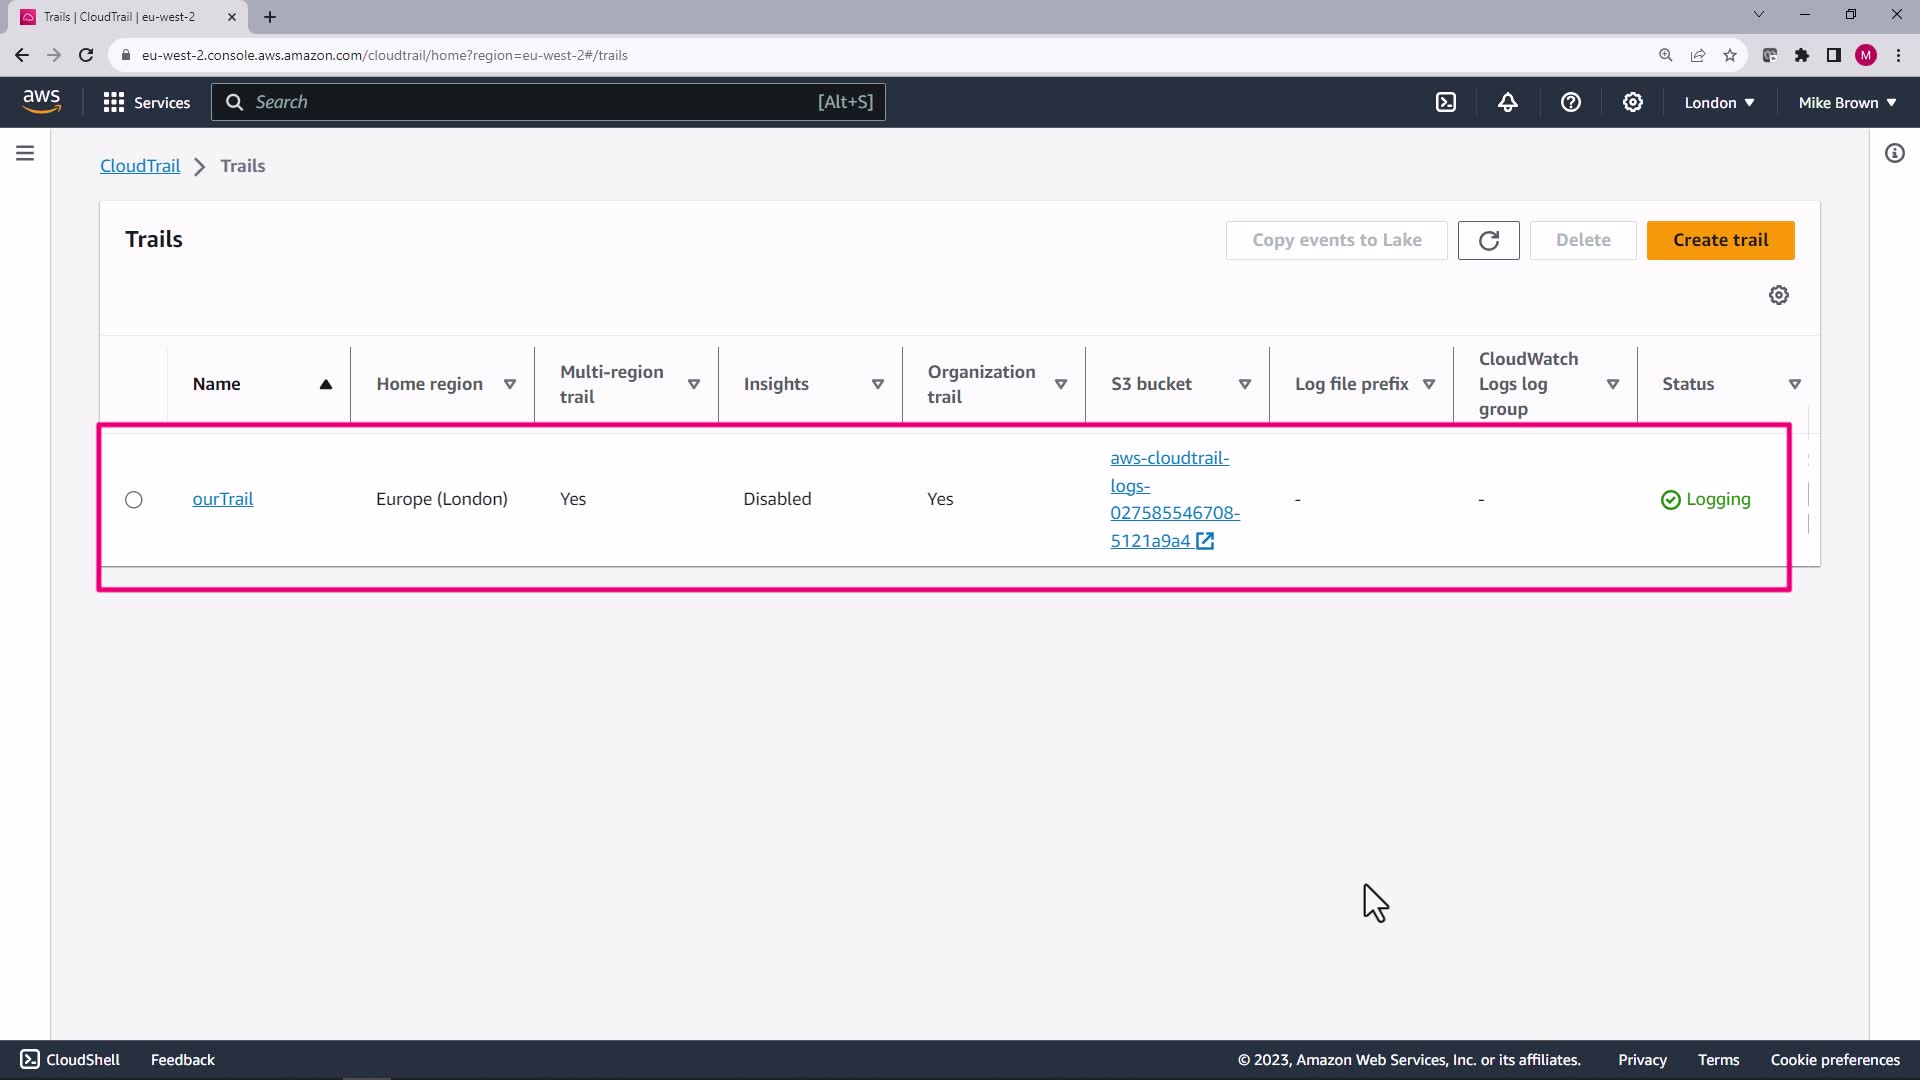 Trails | CloudTrail | eu-west-2
eu-west-2.console.aws.amazon.com/cloudtrail/home?region=eu-west-2#/trails
M
aws
Services
Search
[Alt+S]
London
Mike Brown
CloudTrail
Trails
Trails
Copy events to Lake
Delete
Create trail
Name
Home region
Multi-region
trail
Insights
Organization
trail
S3 bucket
Log file prefix
CloudWatch
Logs log
group
Status
ourTrail
Europe (London)
Yes
Disabled
Yes
aws-cloudtrail-
logs-
027585546708-
5121a9a4
-
-
Logging
CloudShell
Feedback
© 2023, Amazon Web Services, Inc. or its affiliates.
Privacy
Terms
Cookie preferences